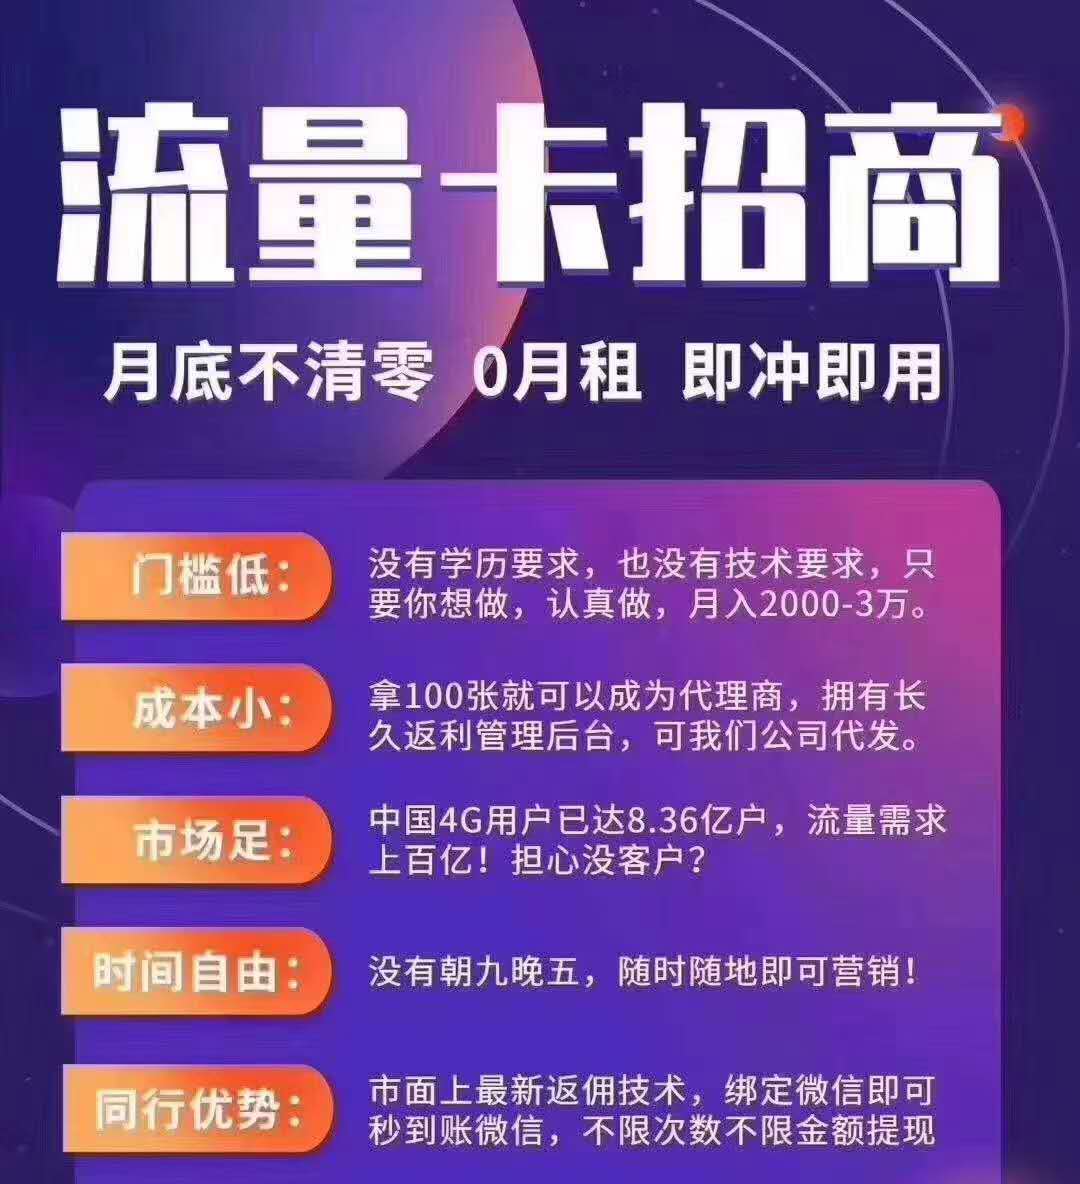 流量卡招商
月底不清零 0月租 即冲即用
门槛低：
没有学历要求，也没有技术要求，只
要你想做，认真做，月入2000-3万。
成本小：
拿100张就可以成为代理商，拥有长
久返利管理后台，可我们公司代发。
市场足：
中国4G用户已达8.36亿户，流量需求
上百亿！担心没客户？
时间自由：
没有朝九晚五，随时随地即可营销！
同行优势：
市面上最新返佣技术，绑定微信即可
秒到账微信，不限次数不限金额提现